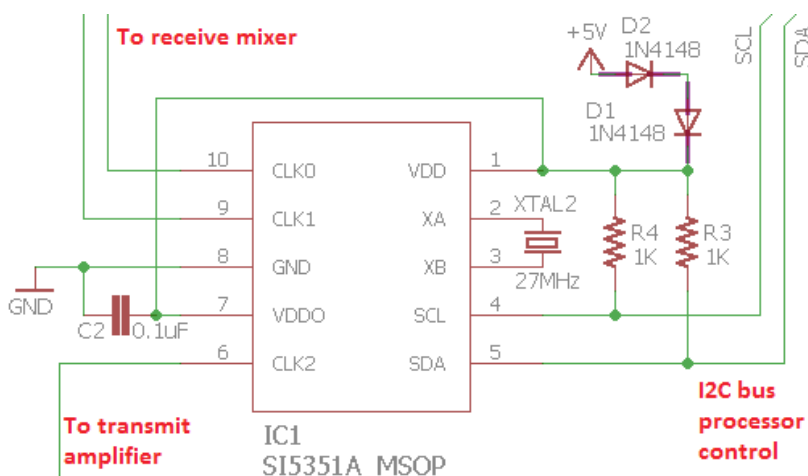 To receive mixer
D2
+5V
1N4148
SCL
SDA
D1
1N4148
10 CLK0 VDD 1
9 CLK1 XA 2 XTAL2
8 GND XB 3 27MHz
7 VDDO SCL 4
6 CLK2 SDA 5
R4 1K
R3 1K
GND
C2 0.1uF
To transmit
amplifier
IC1
SI5351A_MSOP
I2C bus
processor
control